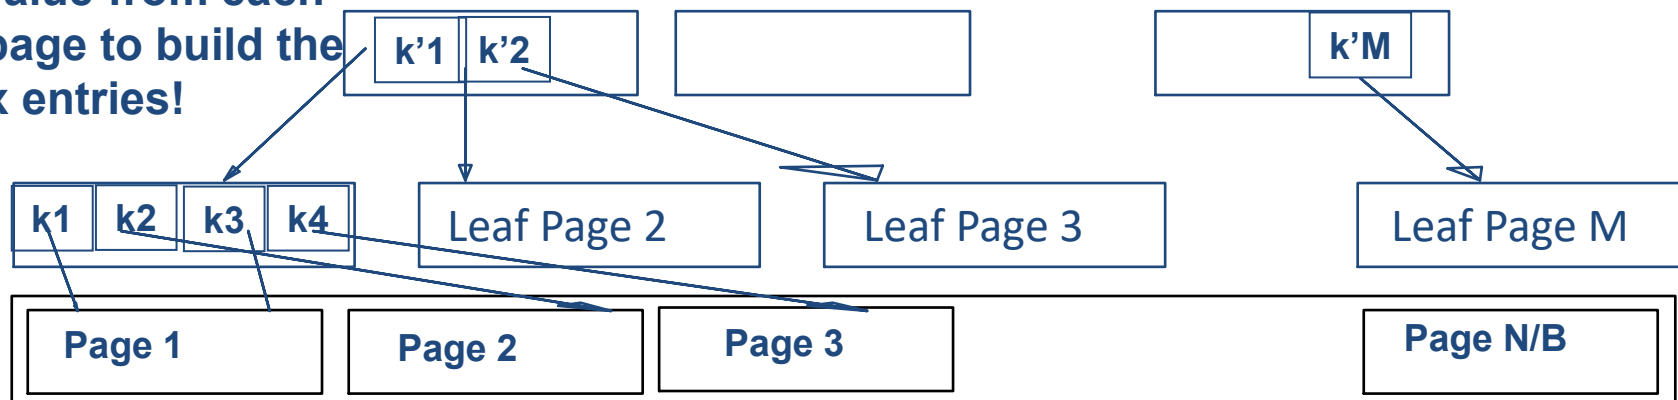 page to build the
entries!
k'1 k'2
k'M
k1 k2 k3 k4
Leaf Page 2
Leaf Page 3
Leaf Page M
Page 1
Page 2
Page 3
Page N/B